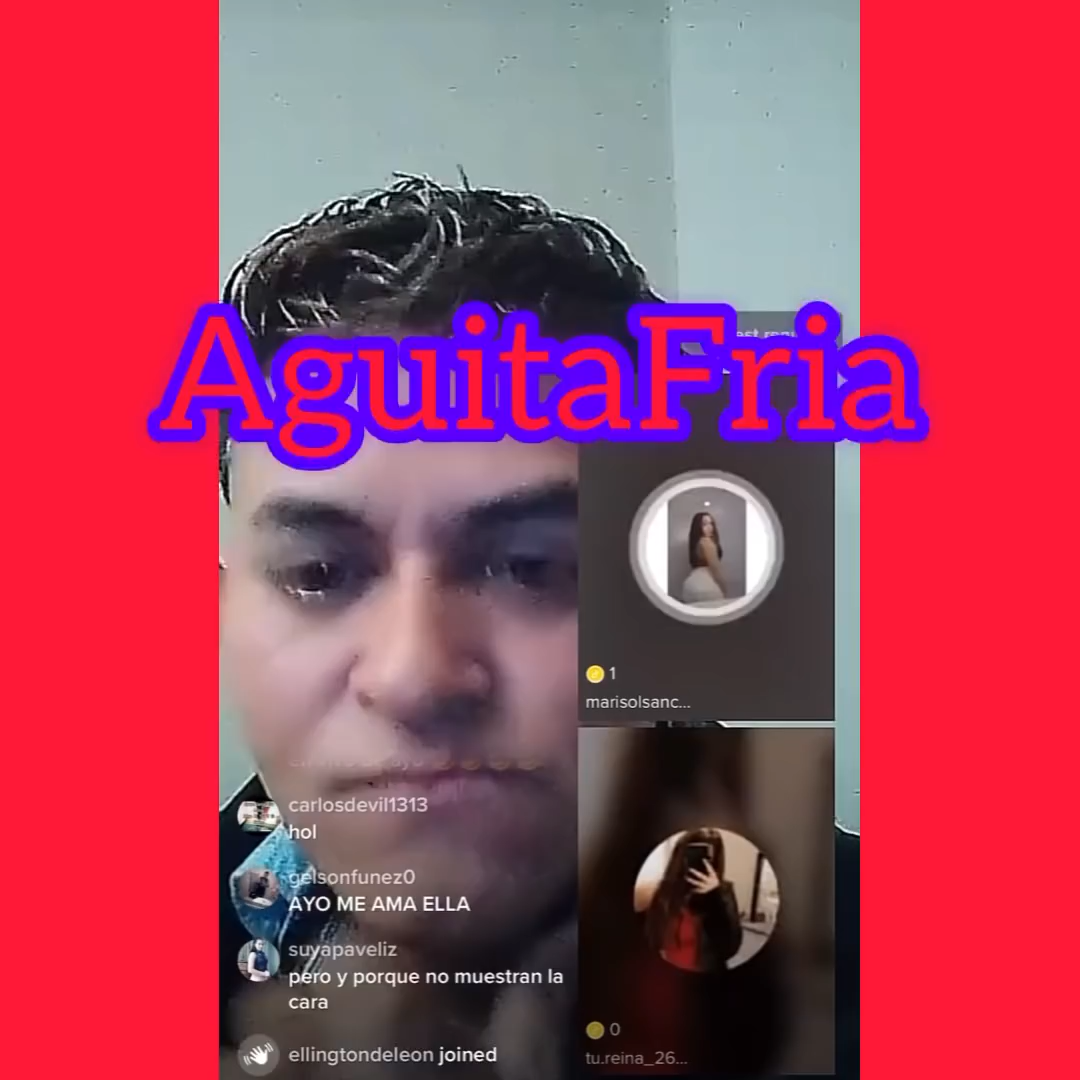 AguitaFria
1
marisolsanc...
carlosdevil1313
hol
gelsonfunez0
AYO ME AMA ELLA
suyapaveliz
pero y porque no muestran la
cara
ellingtondeleon joined
0
tu.reina_26...